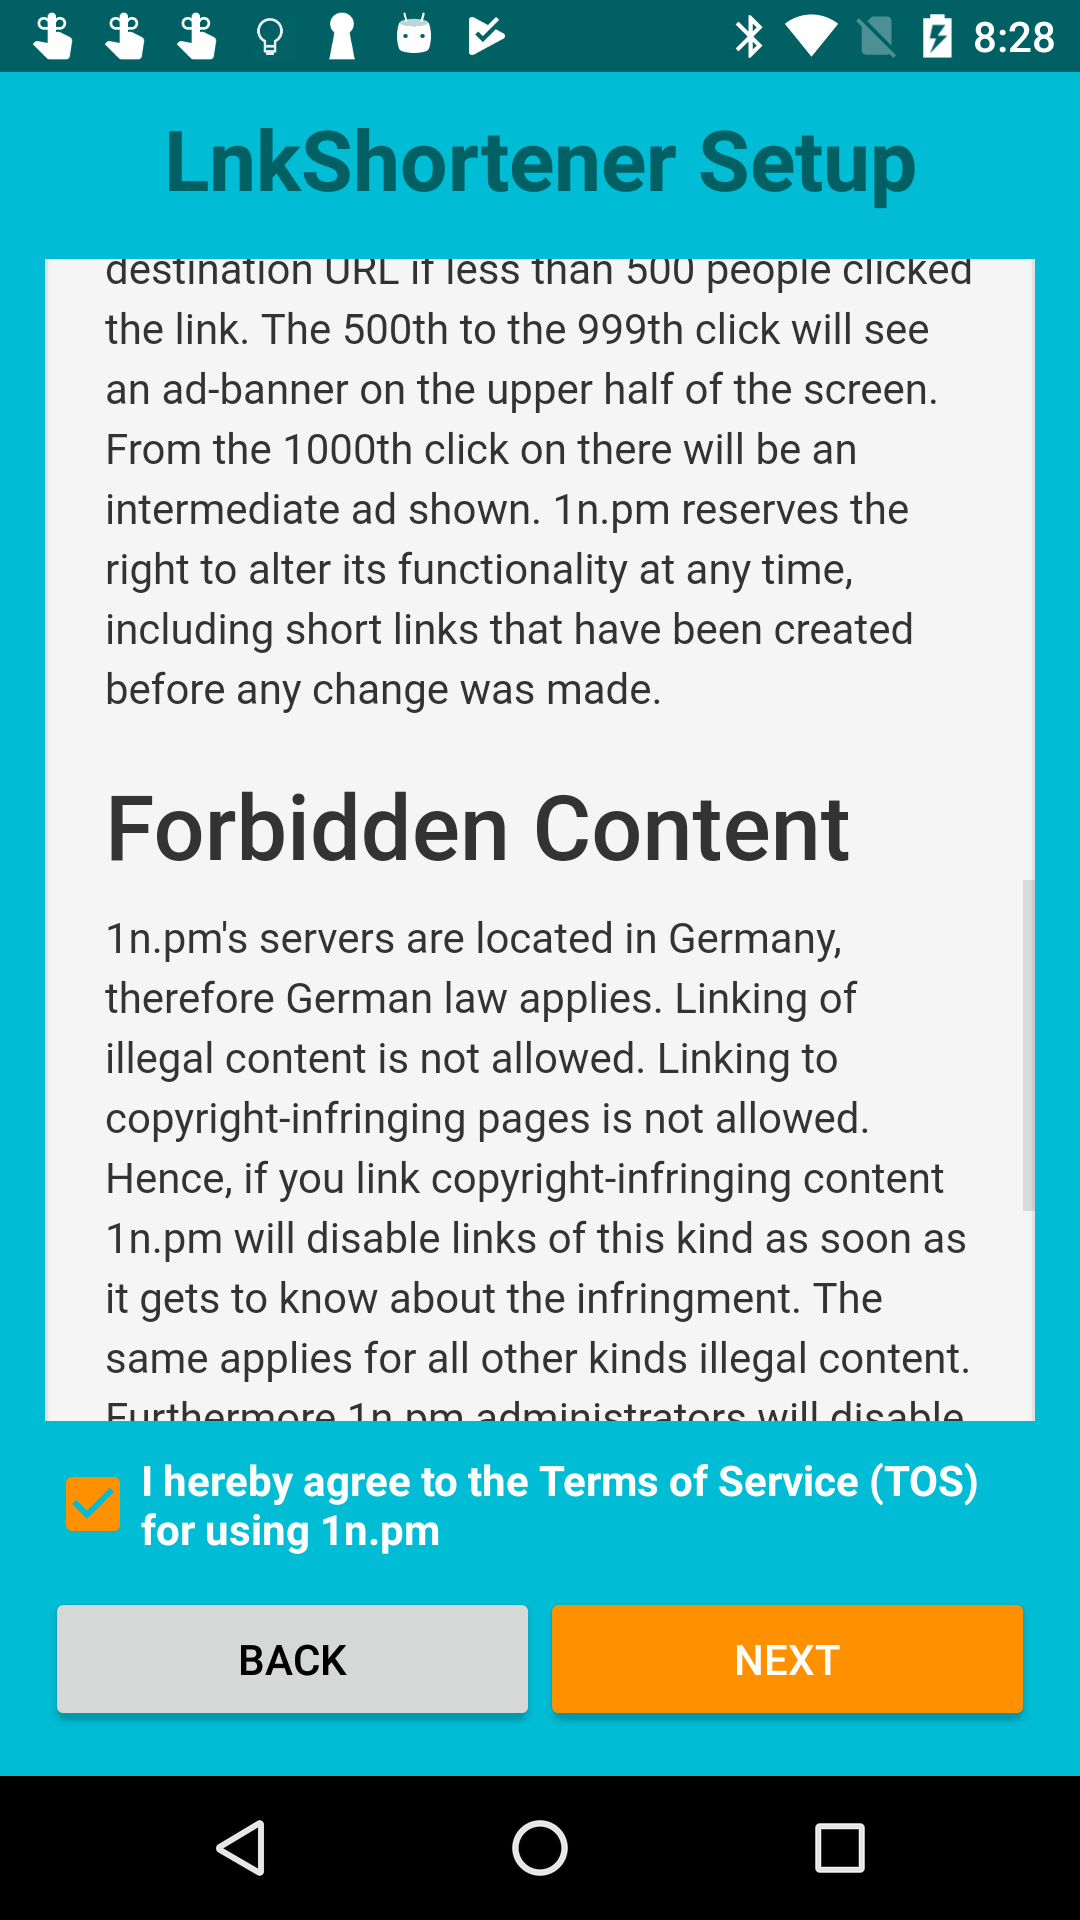 8:28
LnkShortener Setup
destination URL if less than 500 people clicked
the link. The 500th to the 999th click will see
an ad-banner on the upper half of the screen.
From the 1000th click on there will be an
intermediate ad shown. 1n.pm reserves the
right to alter its functionality at any time,
including short links that have been created
before any change was made.
Forbidden Content
1n.pm's servers are located in Germany,
therefore German law applies. Linking of
illegal content is not allowed. Linking to
copyright-infringing pages is not allowed.
Hence, if you link copyright-infringing content
1n.pm will disable links of this kind as soon as
it gets to know about the infringment. The
same applies for all other kinds illegal content.
Furthermore 1n.pm administrators will disable
I hereby agree to the Terms of Service (TOS)
for using 1n.pm
BACK
NEXT